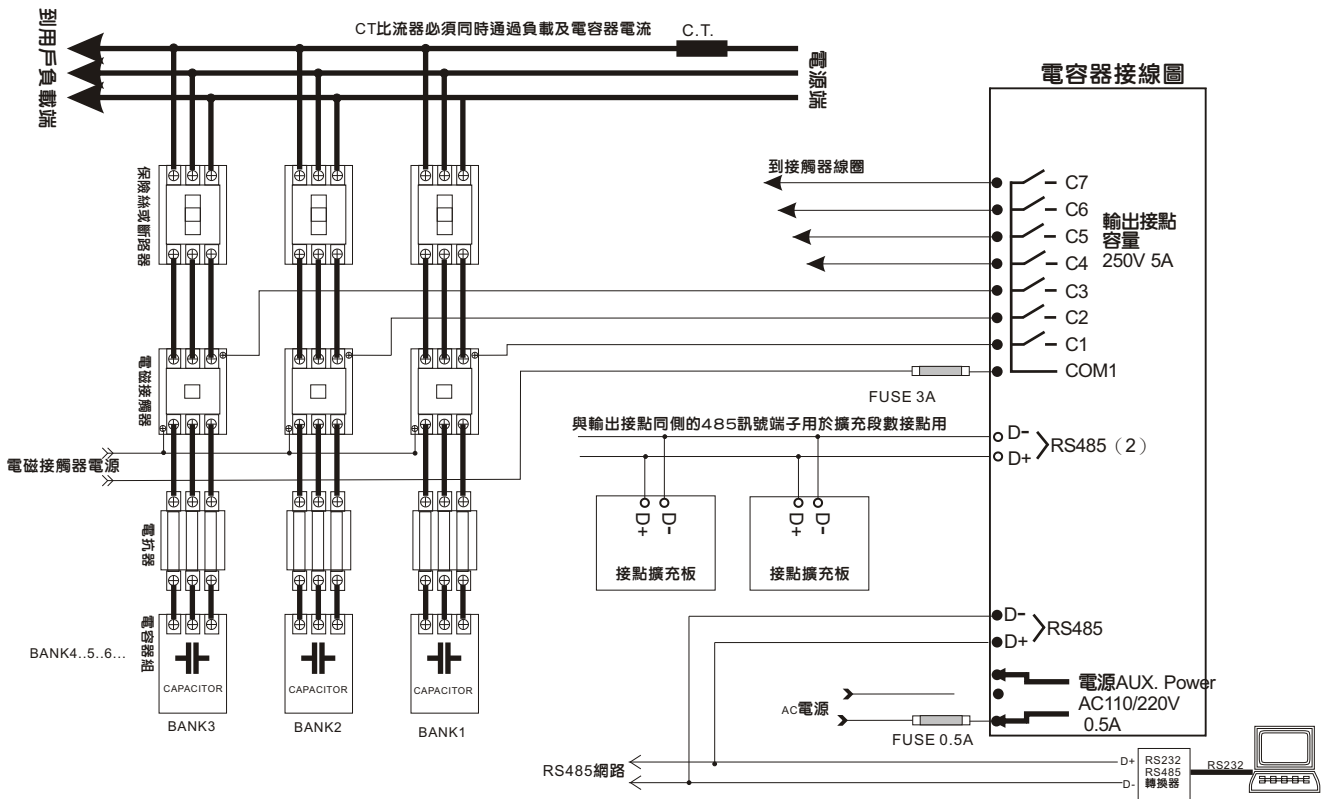 到用戶負載端
CT比流器必須同時通過負載及電容器電流
C.T.
電源端
電容器接線圖
保險絲或斷路器
到接觸器線圈
C7
C6
C5
C4
C3
C2
C1
COM1
輸出接點
容量
250V 5A
電磁接觸器
FUSE 3A
與輸出接點同側的485訊號端子用於擴充段數接點用
D-
D+
RS485（2）
電磁接觸器電源
D+
D-
接點擴充板
D+
D-
接點擴充板
電抗器
電容器組
D-
D+
RS485
BANK4..5..6...
CAPACITOR
CAPACITOR
CAPACITOR
BANK3
BANK2
BANK1
AC電源
電源AUX. Power
AC110/220V
0.5A
FUSE 0.5A
RS485網路
D+
D-
RS232
RS485
轉換器
RS232